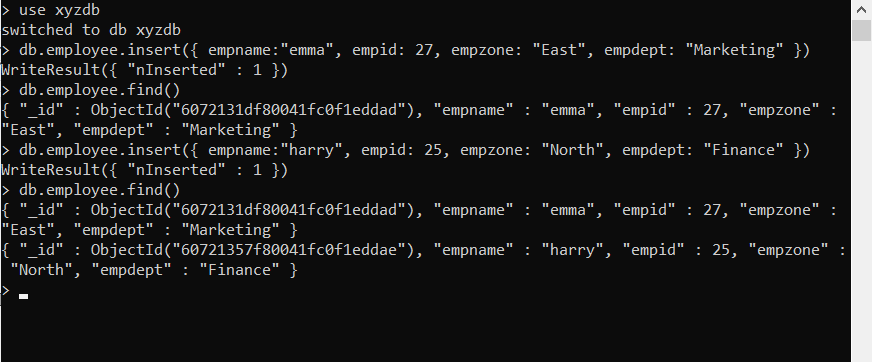 > use xyzdb
switched to db xyzdb
> db.employee.insert({ empname:"emma", empid: 27, empzone: "East", empdept: "Marketing" })
WriteResult({ "nInserted" : 1 })
> db.employee.find()
{ "_id" : ObjectId("6072131df80041fc0f1eddad"), "empname" : "emma", "empid" : 27, "empzone" :
"East", "empdept" : "Marketing" }
> db.employee.insert({ empname:"harry", empid: 25, empzone: "North", empdept: "Finance" })
WriteResult({ "nInserted" : 1 })
> db.employee.find()
{ "_id" : ObjectId("6072131df80041fc0f1eddad"), "empname" : "emma", "empid" : 27, "empzone" :
"East", "empdept" : "Marketing" }
{ "_id" : ObjectId("60721357f80041fc0f1eddae"), "empname" : "harry", "empid" : 25, "empzone" :
 "North", "empdept" : "Finance" }
>